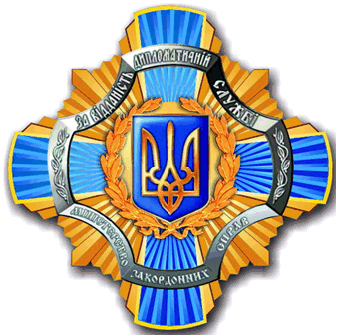 ЗА ВІДДАНІСТЬ ДИПЛОМАТИЧНІЙ СЛУЖБІ
МІНІСТЕРСТВО ЗАКОРДОННИХ СПРАВ